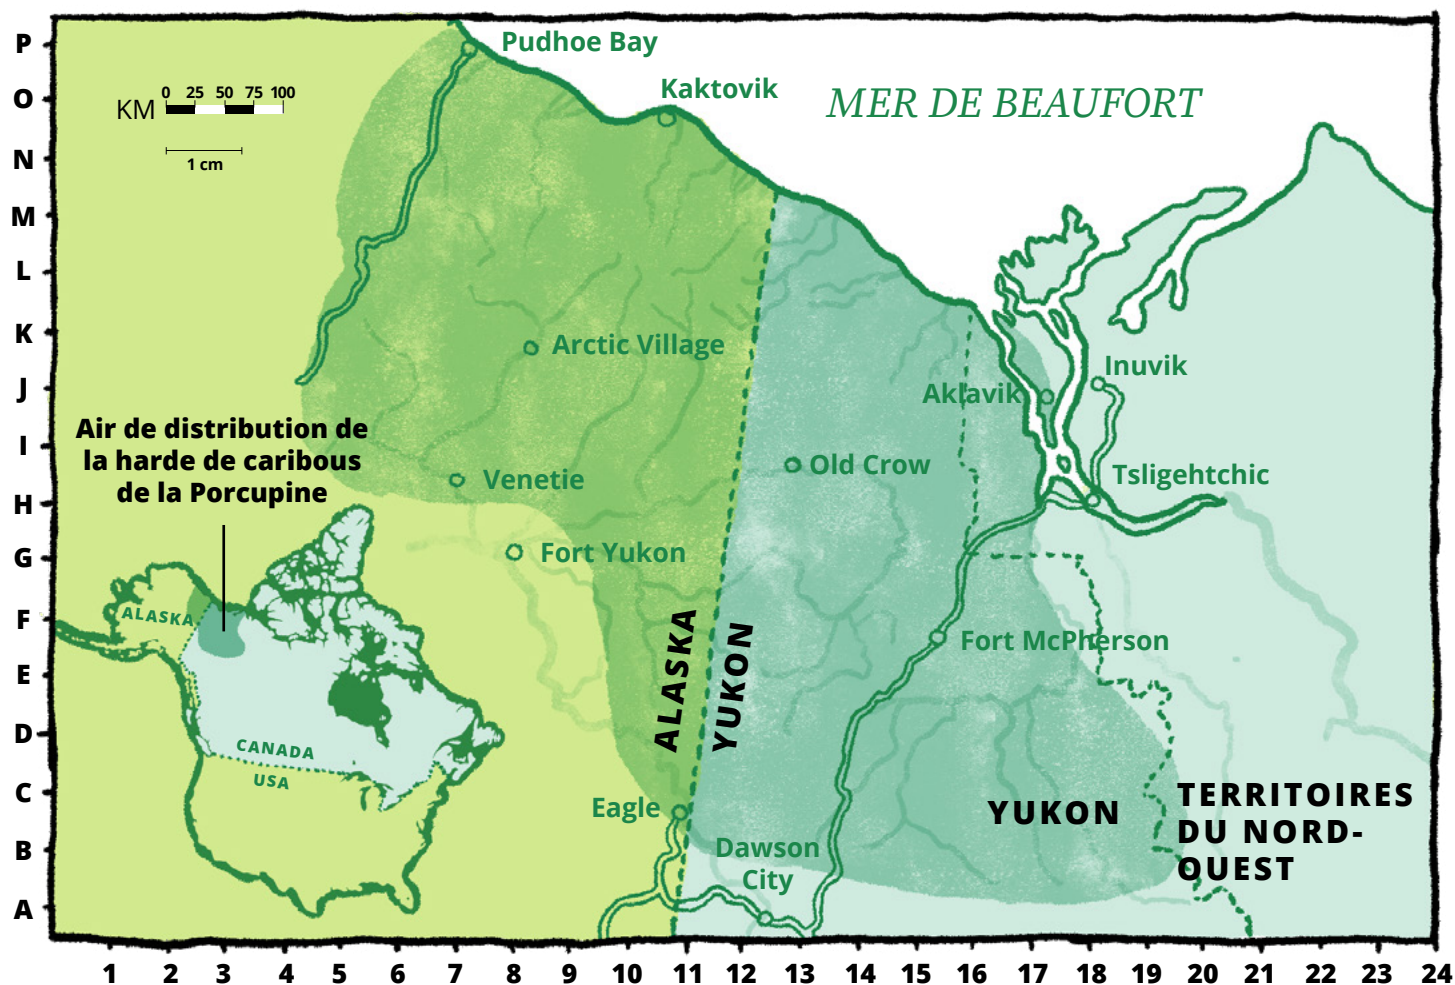 P
Pudhoe Bay
O
0 25 50 75 100
KM
Kaktovik
MER DE BEAUFORT
N
1 cm
M
L
K
Arctic Village
Inuvik
J
Aklavik
Air de distribution de
la harde de caribous
de la Porcupine
I
Old Crow
Tsligehtchic
Venetie
H
G
Fort Yukon
F
ALASKA
ALASKA
YUKON
Fort McPherson
E
D
CANADA
USA
C
Eagle
YUKON
TERRITOIRES
DU NORD-
OUEST
B
Dawson
City
A
1 2 3 4 5 6 7 8 9 10 11 12 13 14 15 16 17 18 19 20 21 22 23 24